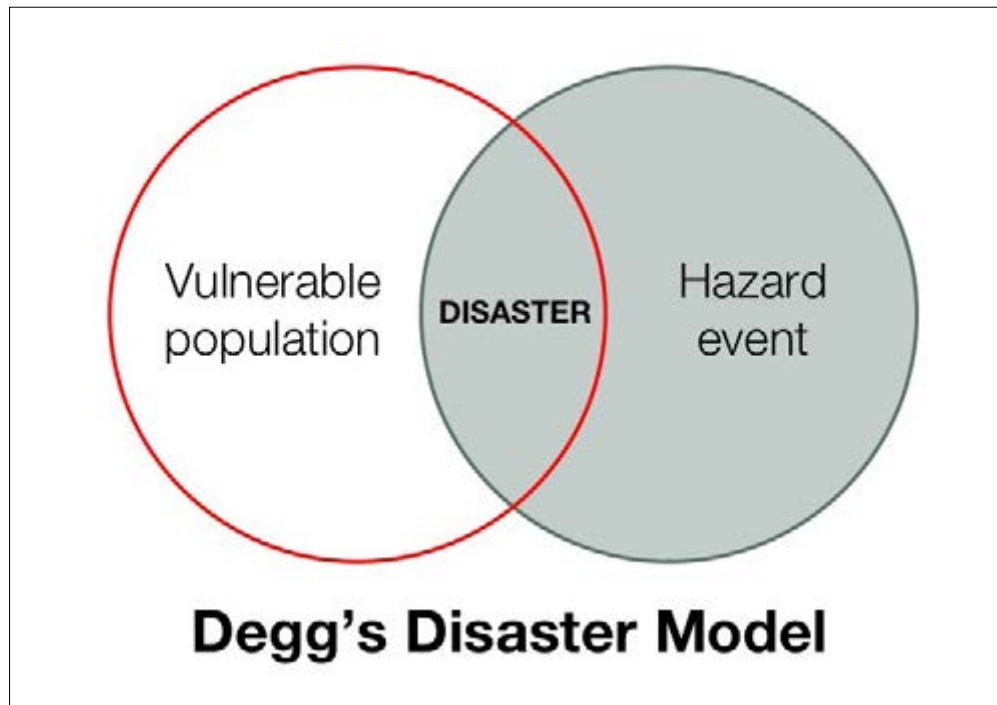 Vulnerable
population
DISASTER
Hazard
event
Degg's Disaster Model